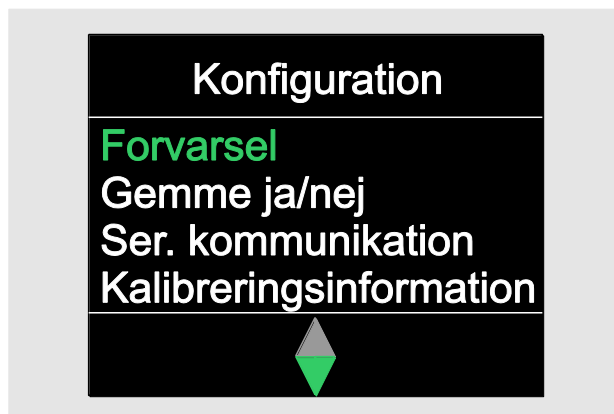 Konfiguration
Forvarsel
Gemme ja/nej
Ser. kommunikation
Kalibreringsinformation